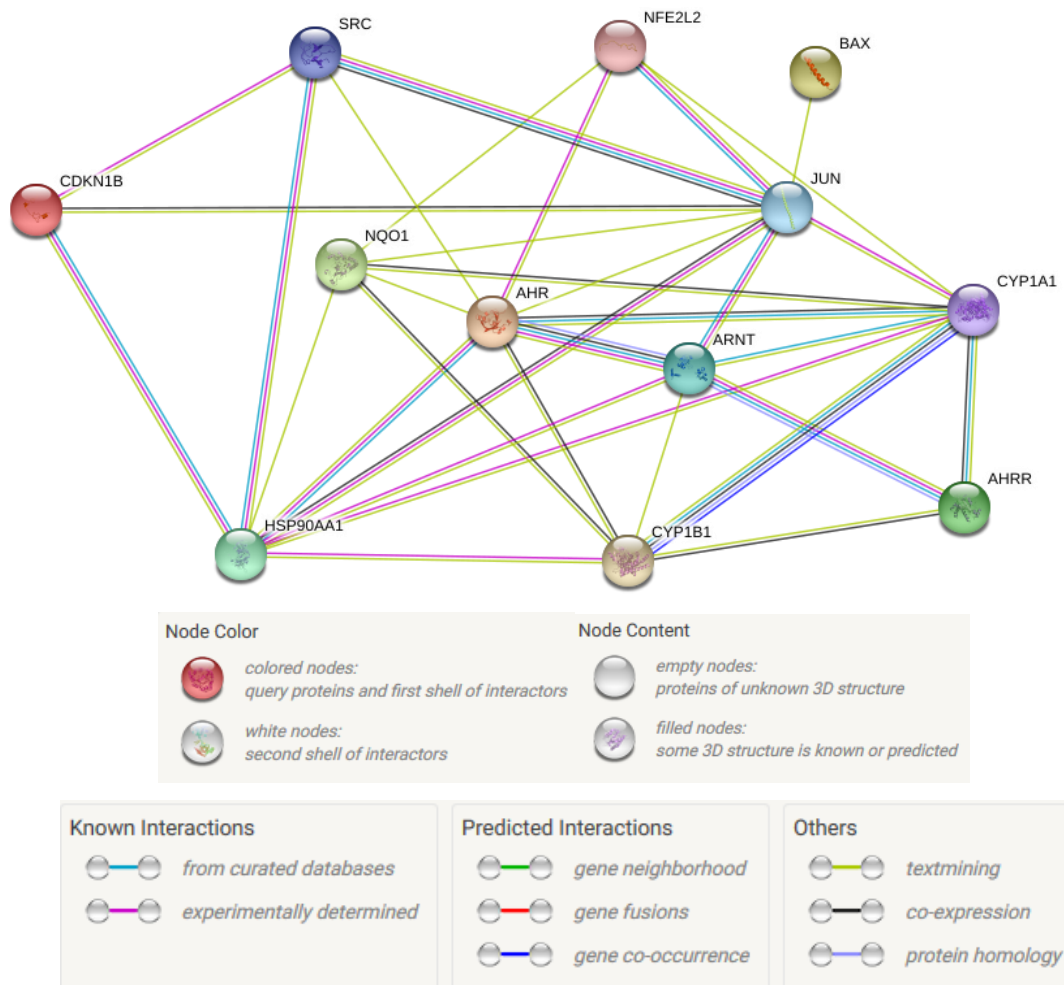 SRC
NFE2L2
BAX
CDKN1B
JUN
NQO1
CYP1A1
AHR
ARNT
AHRR
HSP90AA1
CYP1B1
Node Color
colored nodes:
query proteins and first shell of interactors
white nodes:
second shell of interactors
Node Content
empty nodes:
proteins of unknown 3D structure
filled nodes:
some 3D structure is known or predicted
Known Interactions
from curated databases
experimentally determined
Predicted Interactions
gene neighborhood
gene fusions
gene co-occurrence
Others
textmining
co-expression
protein homology